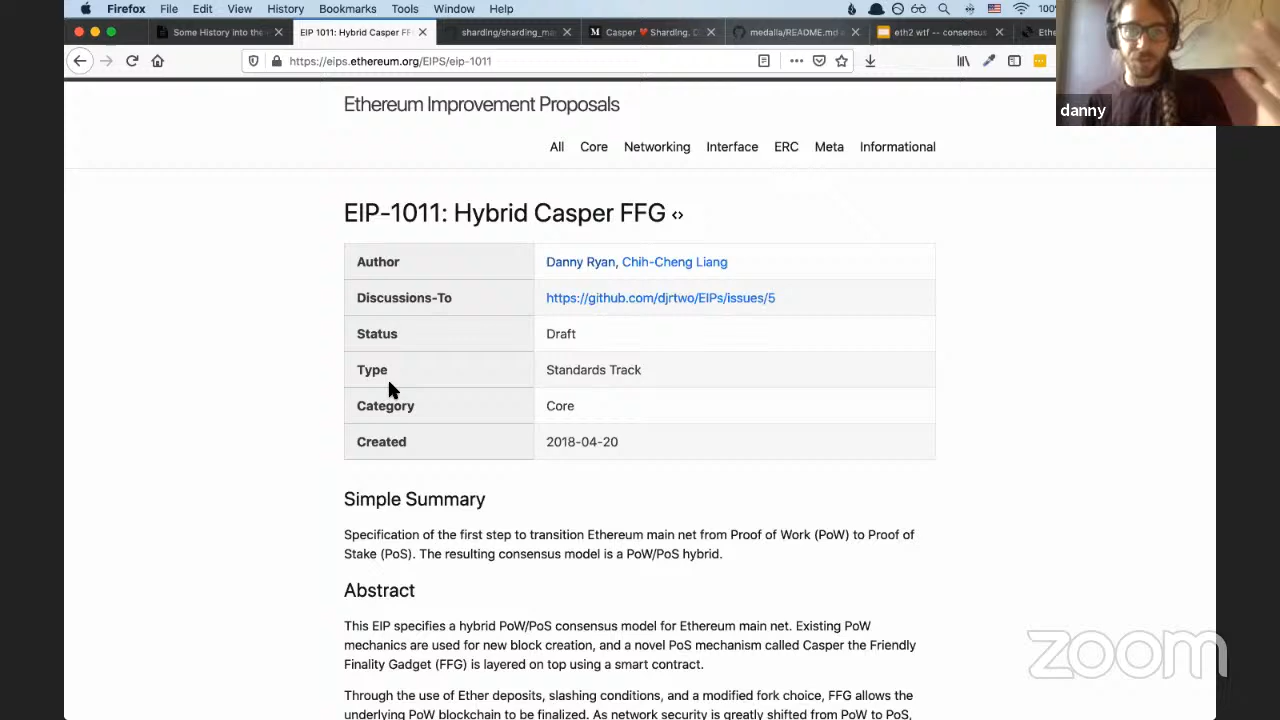 Firefox File Edit View History Bookmarks Tools Window Help 100
Some History into the EIP 1011: Hybrid Casper FF sharding/sharding_ma Casper ❤ Sharding. D medalla/README.md eth2 wtf -- consensus Eth
https://eips.ethereum.org/EIPS/eip-1011
danny
Ethereum Improvement Proposals
All Core Networking Interface ERC Meta Informational
EIP-1011: Hybrid Casper FFG <>
Author Danny Ryan, Chih-Cheng Liang
Discussions-To https://github.com/djrtwo/EIPs/issues/5
Status Draft
Type Standards Track
Category Core
Created 2018-04-20
Simple Summary
Specification of the first step to transition Ethereum main net from Proof of Work (PoW) to Proof of
Stake (PoS). The resulting consensus model is a PoW/PoS hybrid.
Abstract
This EIP specifies a hybrid PoW/PoS consensus model for Ethereum main net. Existing PoW
mechanics are used for new block creation, and a novel PoS mechanism called Casper the Friendly
Finality Gadget (FFG) is layered on top using a smart contract.
Through the use of Ether deposits, slashing conditions, and a modified fork choice, FFG allows the
underlying PoW blockchain to be finalized. As network security is greatly shifted from PoW to PoS,
zoom